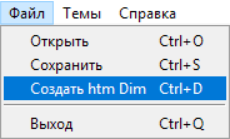 Файл Темы Справка
Открыть Ctrl+O
Сохранить Ctrl+S
Создать htm Dim Ctrl+D
Выход Ctrl+Q